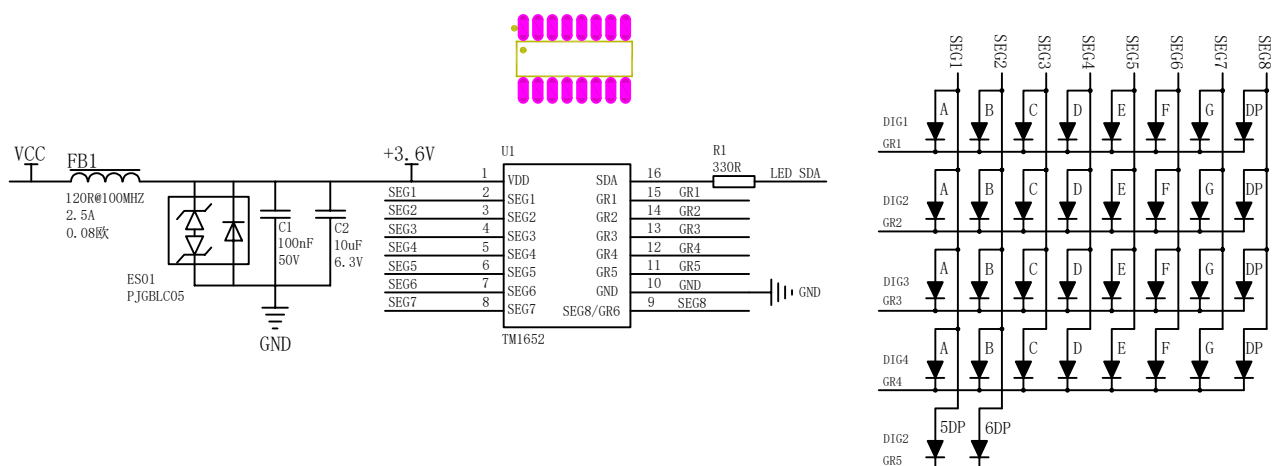 VCC
FB1
120R@100MHZ
2.5A
0.08欧
ES01
PJGBLC05
C1
100nF
50V
C2
10uF
6.3V
GND
+3.6V
U1
1 VDD
SEG1 2 SEG1
SEG2 3 SEG2
SEG3 4 SEG3
SEG4 5 SEG4
SEG5 6 SEG5
SEG6 7 SEG6
SEG7 8 SEG7
SDA 16
GR1 15 GR1
GR2 14 GR2
GR3 13 GR3
GR4 12 GR4
GR5 11 GR5
GND 10 GND
SEG8/GR6 9 SEG8
TM1652
R1
330R
LED SDA
GND
SEG1 SEG2 SEG3 SEG4 SEG5 SEG6 SEG7 SEG8
A B C D E F G DP
DIG1
GR1
A B C D E F G DP
DIG2
GR2
A B C D E F G DP
DIG3
GR3
A B C D E F G DP
DIG4
GR4
5DP 6DP
DIG2
GR5